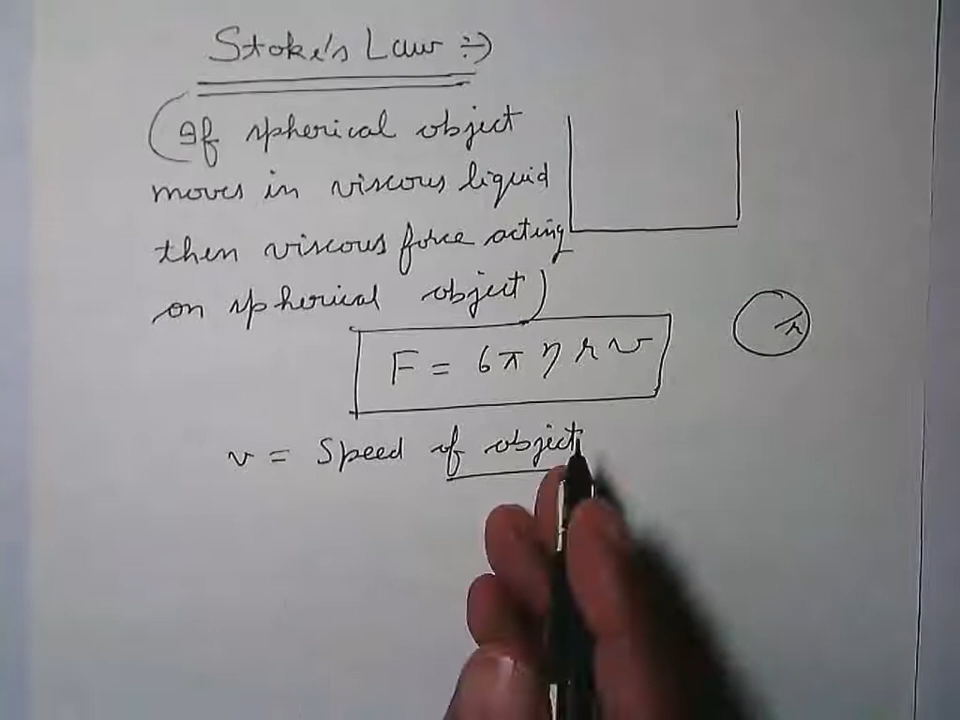 Stoke's Law :-)
(If spherical object
moves in viscous liquid
then viscous force acting
on spherical object)
F = 6π η r v
r
v = Speed of object